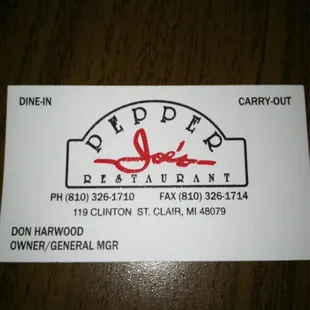 DINE-IN CARRY-OUT
PEPPER
Joe's
RESTAURANT
PH (810) 326-1710 FAX (810) 326-1714
119 CLINTON ST. CLAIR, MI 48079
DON HARWOOD
OWNER/GENERAL MGR